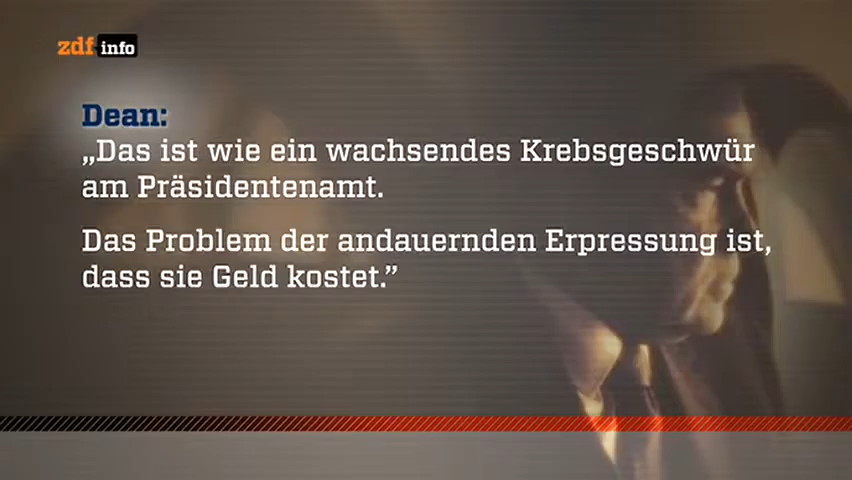 zdf info
Dean:
„Das ist wie ein wachsendes Krebsgeschwür
am Präsidentenamt.
Das Problem der andauernden Erpressung ist,
dass sie Geld kostet.”